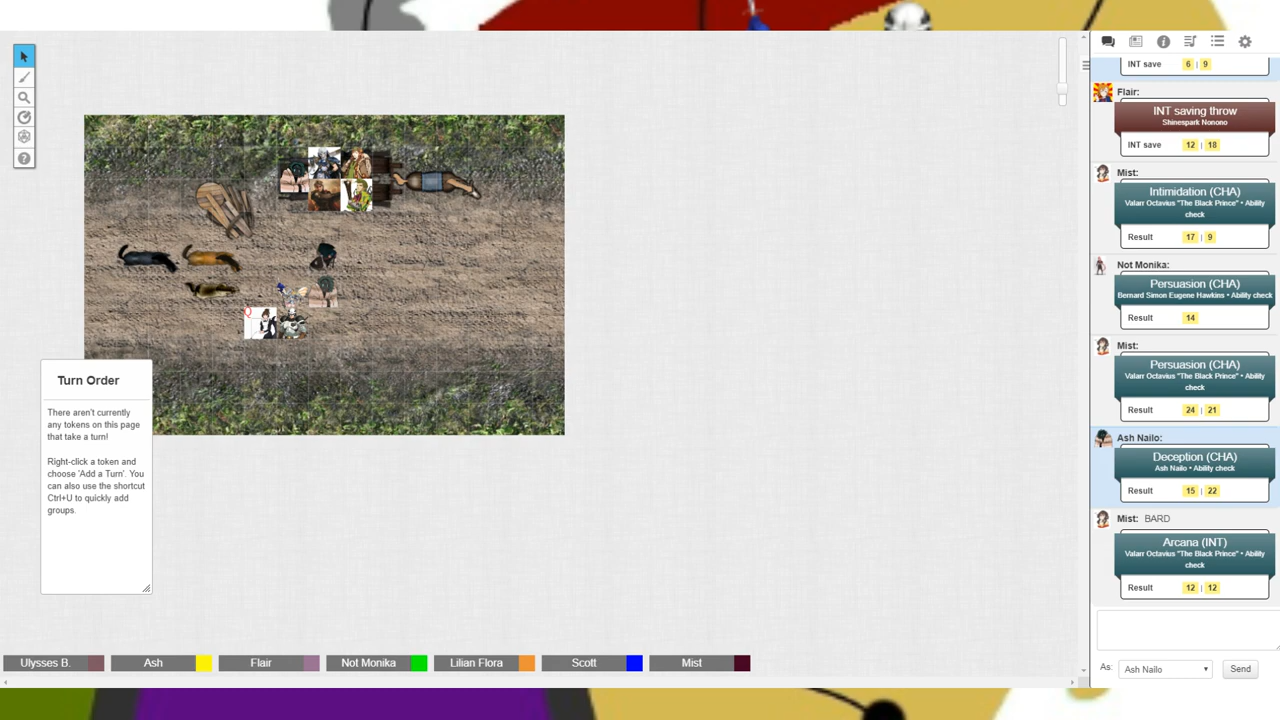 INT save 6 | 9
Flair:
INT saving throw
Shinespark Nonono
INT save 12 | 18
Mist:
Intimidation (CHA)
Valarr Octavius "The Black Prince" • Ability
check
Result 17 | 9
Not Monika:
Persuasion (CHA)
Bernard Simon Eugene Hawkins • Ability check
Result 14
Mist:
Persuasion (CHA)
Valarr Octavius "The Black Prince" • Ability
check
Result 24 | 21
Ash Nailo:
Deception (CHA)
Ash Nailo • Ability check
Result 15 | 22
Mist: BARD
Arcana (INT)
Valarr Octavius "The Black Prince" • Ability
check
Result 12 | 12
As: Ash Nailo Send
Q
Turn Order
There aren't currently
any tokens on this page
that take a turn!
Right-click a token and
choose 'Add a Turn'. You
can also use the shortcut
Ctrl+U to quickly add
groups.
Ulysses B. Ash Flair Not Monika Lilian Flora Scott Mist